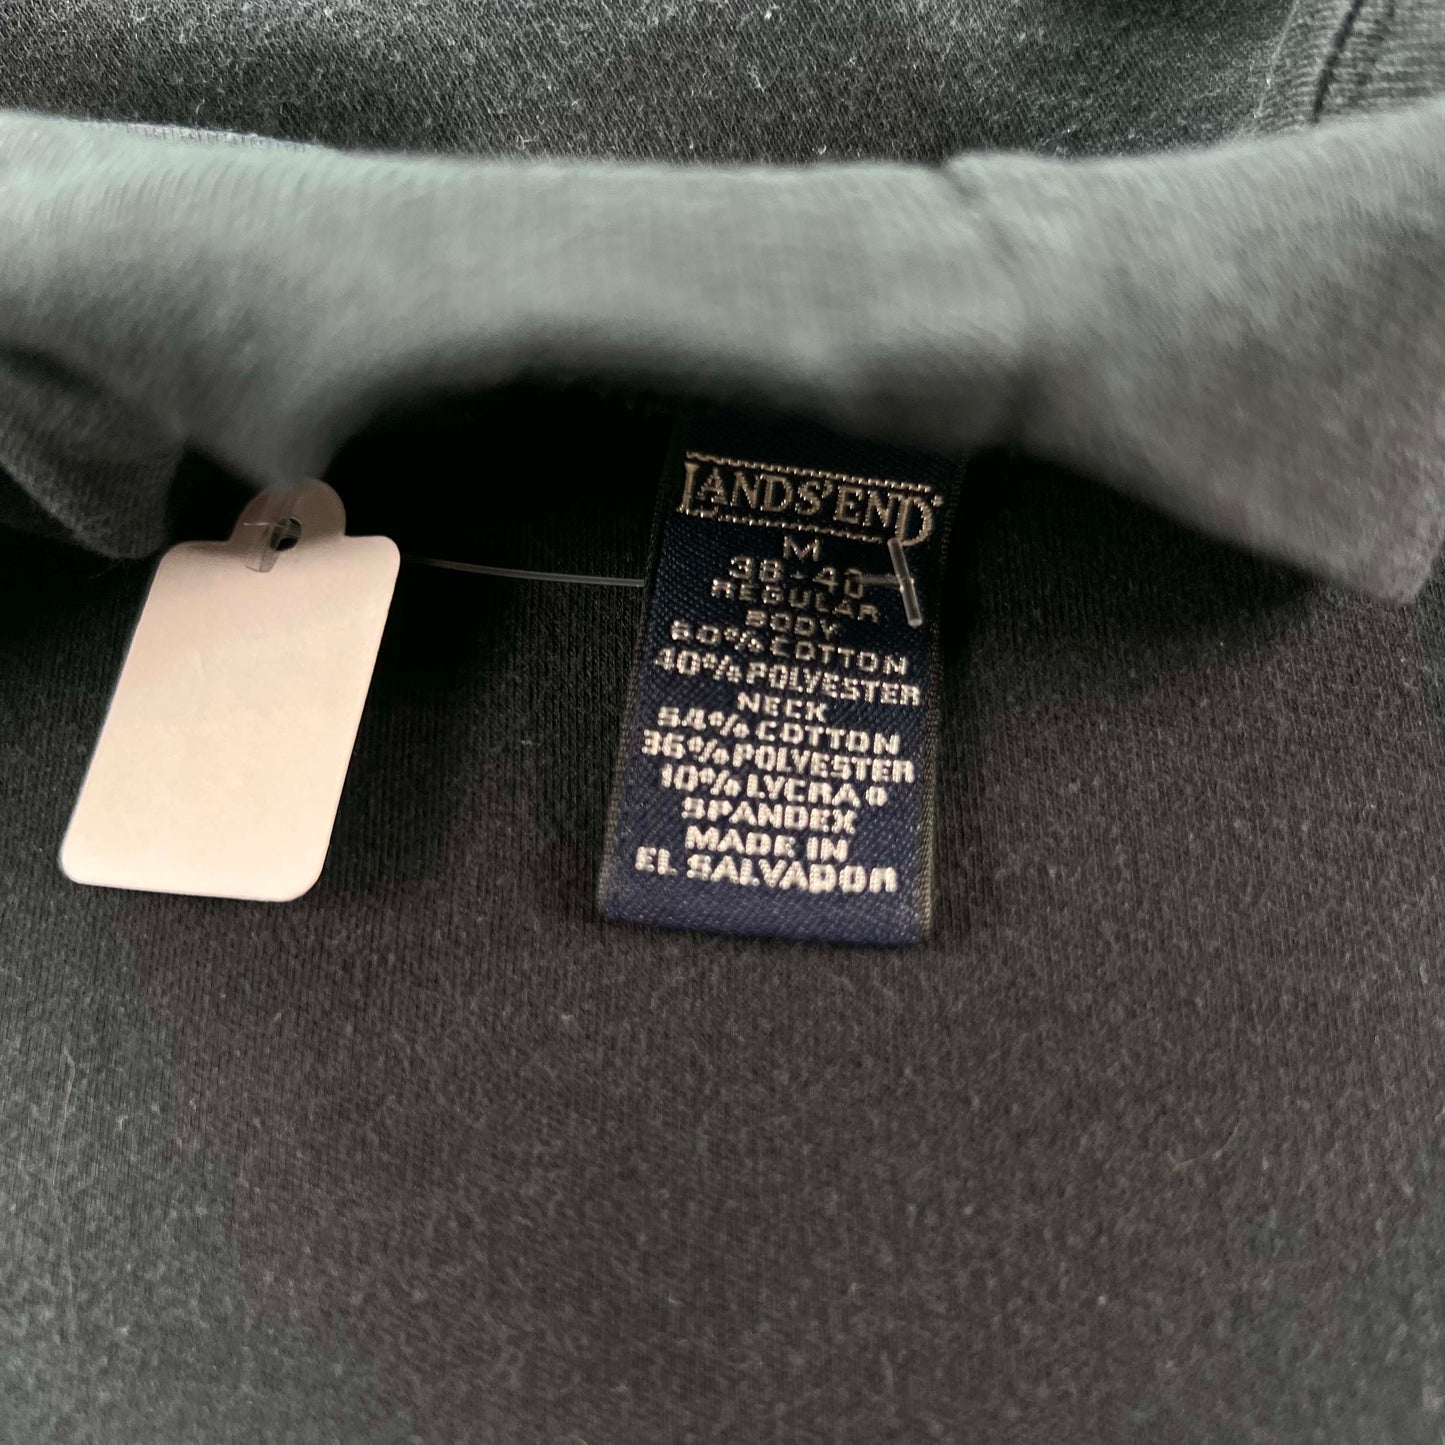 LANDS' END
M
38-40
REGULAR
BODY
60% COTTON
40% POLYESTER
NECK
54% COTTON
36% POLYESTER
10% LYCRA®
SPANDEX
MADE IN
EL SALVADOR